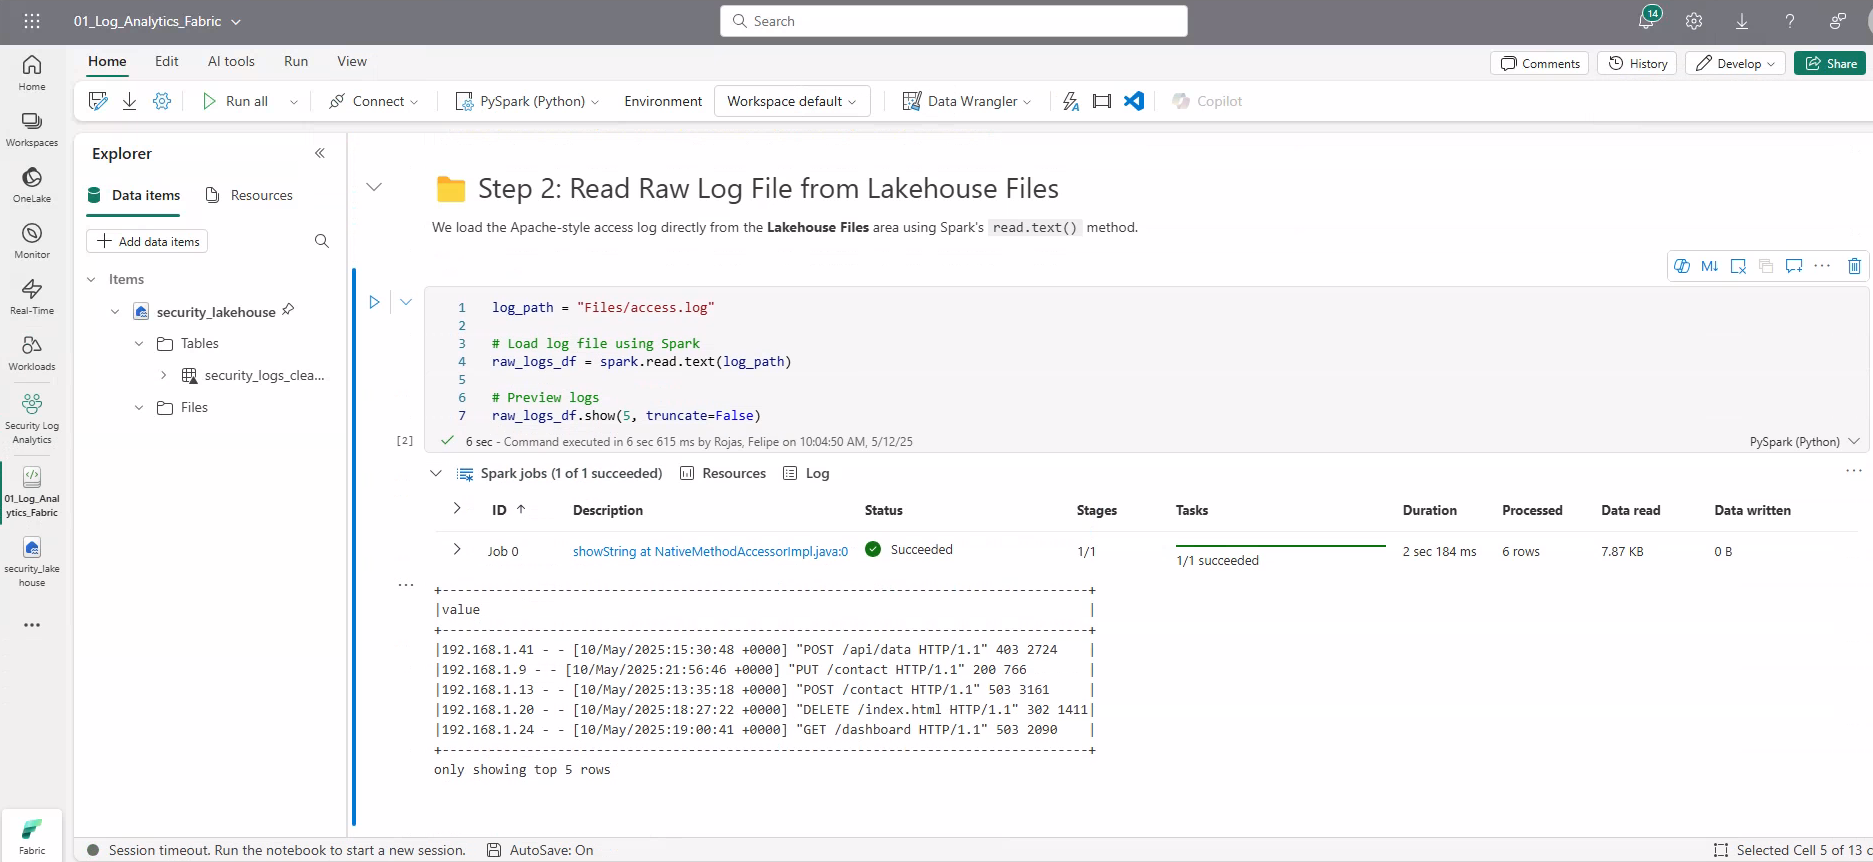 01_Log_Analytics_Fabric
Search
14
Home Edit AI tools Run View
Comments History Develop Share
Run all Connect PySpark (Python) Environment Workspace default Data Wrangler Copilot
Home
Workspaces
OneLake
Monitor
Real-Time
Workloads
Security Log
Analytics
01_Log_Anal
ytics_Fabric
security_lake
house
Fabric
Explorer
Data items Resources
Add data items
Items
security_lakehouse
Tables
security_logs_clea...
Files
Step 2: Read Raw Log File from Lakehouse Files
We load the Apache-style access log directly from the Lakehouse Files area using Spark's read.text() method.
M↓
1 log_path = "Files/access.log"
2
3 # Load log file using Spark
4 raw_logs_df = spark.read.text(log_path)
5
6 # Preview logs
7 raw_logs_df.show(5, truncate=False)
[2] 6 sec - Command executed in 6 sec 615 ms by Rojas, Felipe on 10:04:50 AM, 5/12/25 PySpark (Python)
Spark jobs (1 of 1 succeeded) Resources Log
ID Description Status Stages Tasks Duration Processed Data read Data written
Job 0 showString at NativeMethodAccessorImpl.java:0 Succeeded 1/1 1/1 succeeded 2 sec 184 ms 6 rows 7.87 KB 0 B
+------------------------------------------------------------------------------------+
|value |
+------------------------------------------------------------------------------------+
|192.168.1.41 - - [10/May/2025:15:30:48 +0000] "POST /api/data HTTP/1.1" 403 2724 |
|192.168.1.9 - - [10/May/2025:21:56:46 +0000] "PUT /contact HTTP/1.1" 200 766 |
|192.168.1.13 - - [10/May/2025:13:35:18 +0000] "POST /contact HTTP/1.1" 503 3161 |
|192.168.1.20 - - [10/May/2025:18:27:22 +0000] "DELETE /index.html HTTP/1.1" 302 1411|
|192.168.1.24 - - [10/May/2025:19:00:41 +0000] "GET /dashboard HTTP/1.1" 503 2090 |
+------------------------------------------------------------------------------------+
only showing top 5 rows
Session timeout. Run the notebook to start a new session. AutoSave: On Selected Cell 5 of 13 c